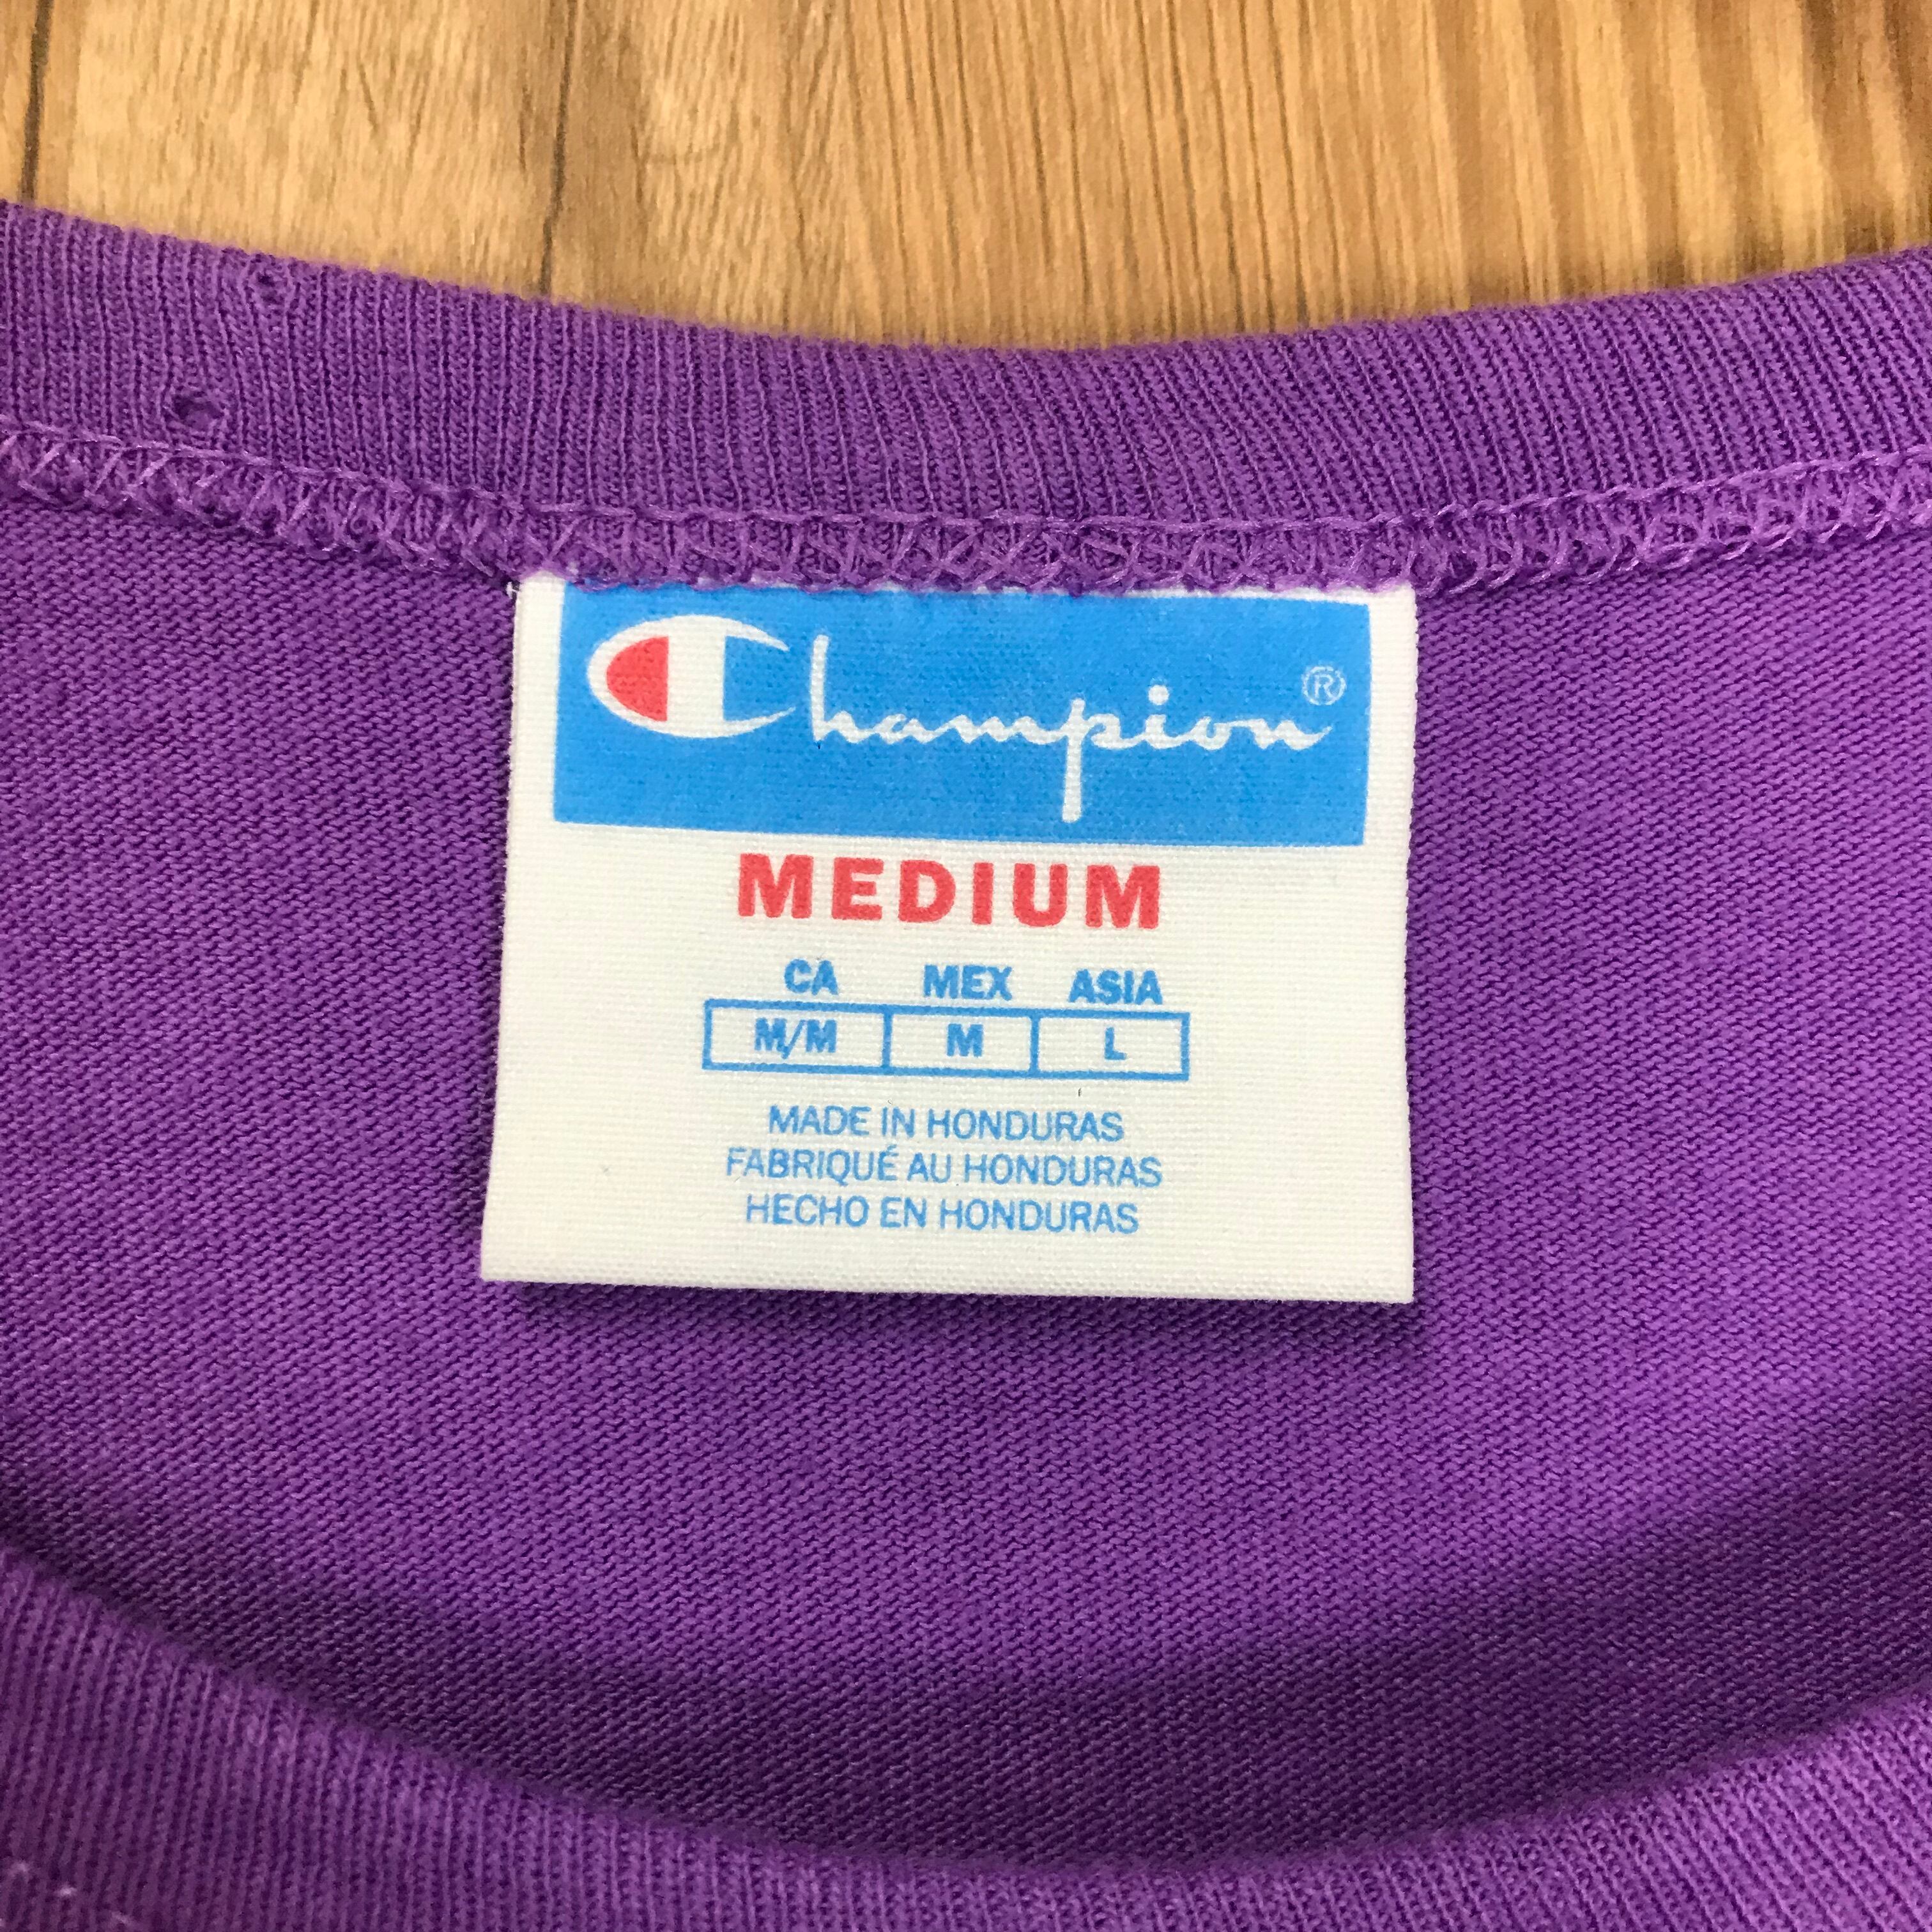 Champion®
MEDIUM
CA MEX ASIA
M/M M L
MADE IN HONDURAS
FABRIQUÉ AU HONDURAS
HECHO EN HONDURAS